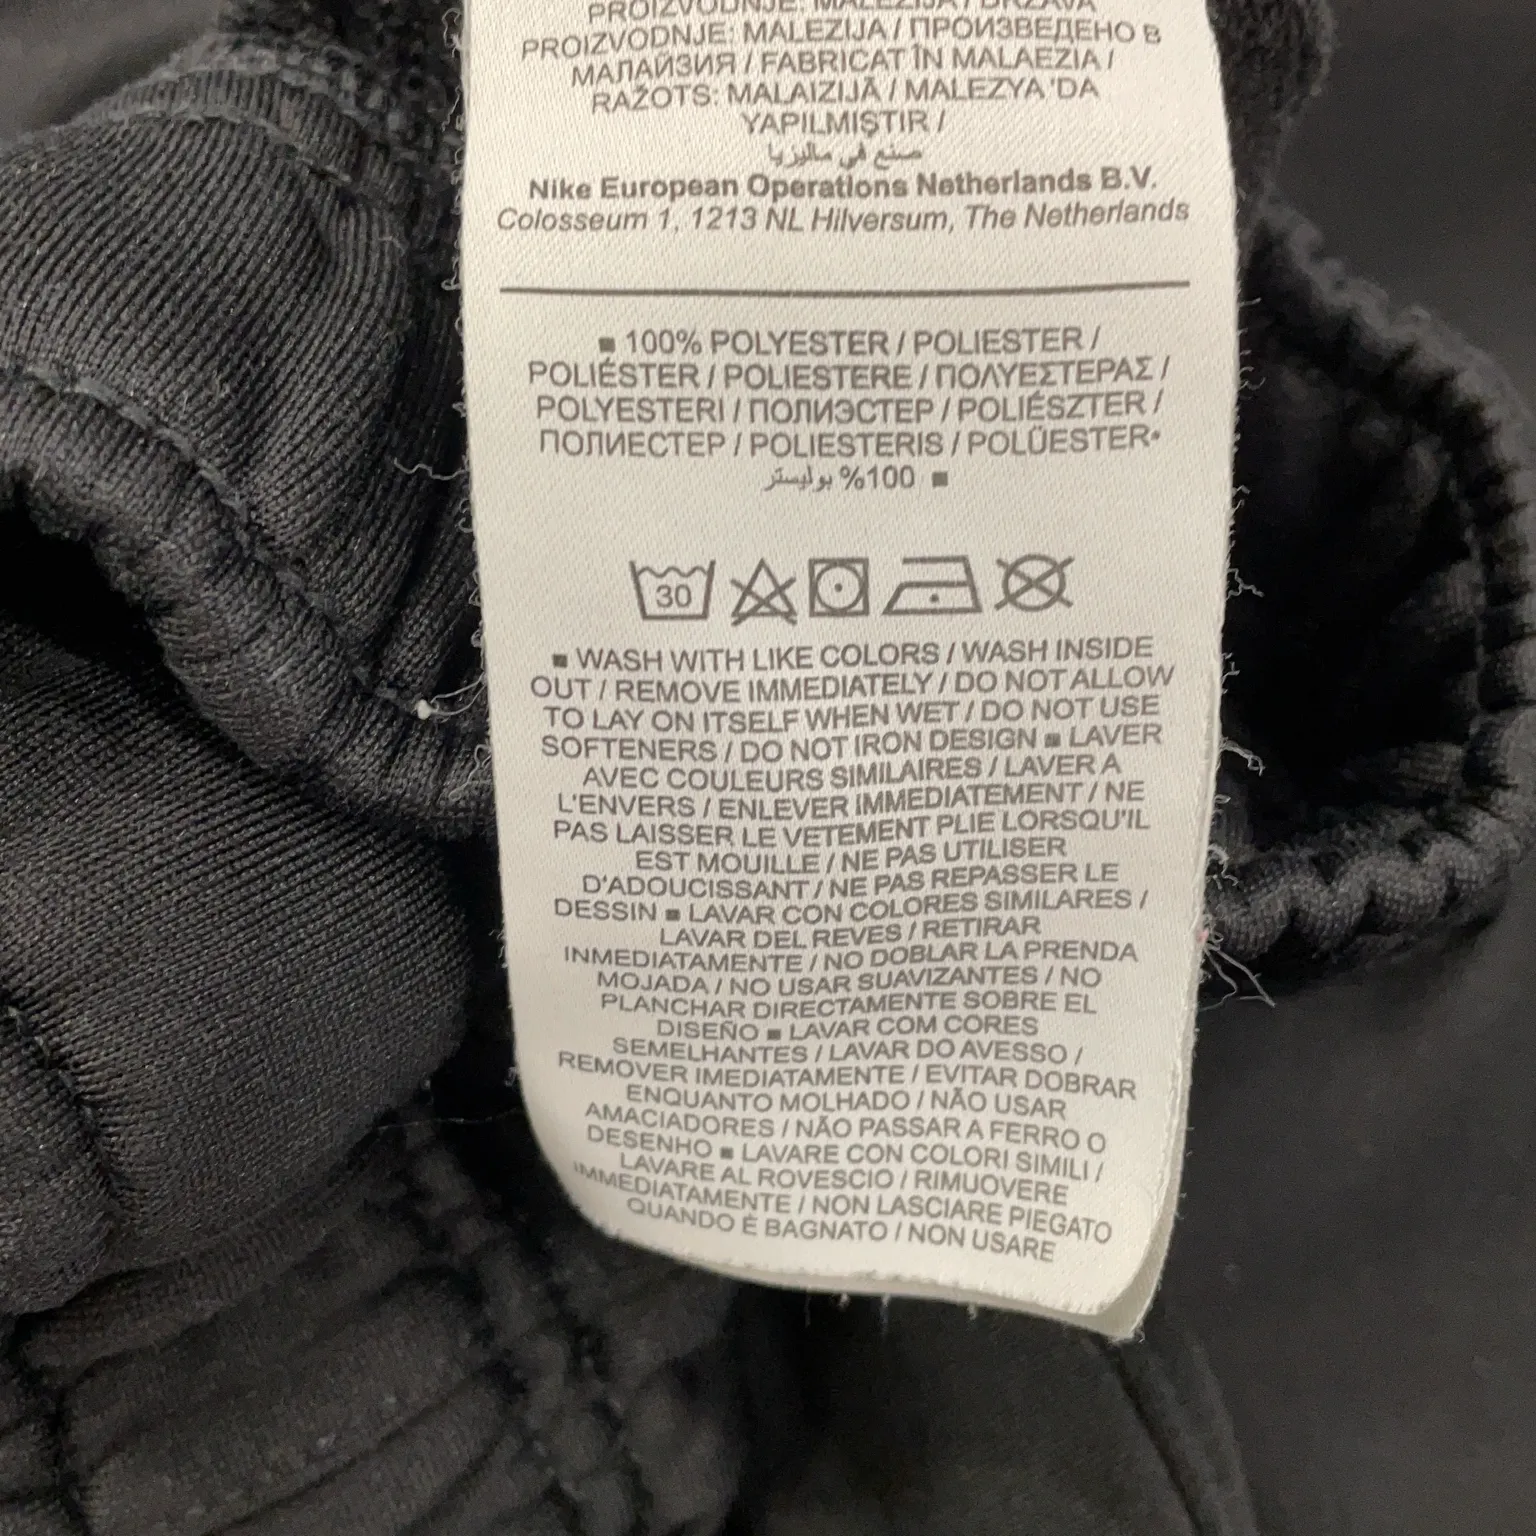 PROIZVODNJE: MALEZIJA / DRŽAVA
PROIZVODNJE: MALEZIJA / ПРОИЗВЕДЕНО В
МАЛАЙЗИЯ / FABRICAT ÎN MALAEZIA /
RAŽOTS: MALAIZIJĀ / MALEZYA 'DA
YAPILMIŞTIR /
صنع في ماليزيا
Nike European Operations Netherlands B.V.
Colosseum 1, 1213 NL Hilversum, The Netherlands
■ 100% POLYESTER / POLIESTER /
POLIÉSTER / POLIESTERE / ΠΟΛΥΕΣΤΕΡΑΣ /
POLYESTERI / ПОЛИЭСТЕР / POLIÉSZTER /
ПОЛИЕСТЕР / POLIESTERIS / POLÜESTER•
■ 100% بوليستر
30
■ WASH WITH LIKE COLORS / WASH INSIDE
OUT / REMOVE IMMEDIATELY / DO NOT ALLOW
TO LAY ON ITSELF WHEN WET / DO NOT USE
SOFTENERS / DO NOT IRON DESIGN ■ LAVER
AVEC COULEURS SIMILAIRES / LAVER A
L'ENVERS / ENLEVER IMMEDIATEMENT / NE
PAS LAISSER LE VETEMENT PLIE LORSQU'IL
EST MOUILLE / NE PAS UTILISER
D'ADOUCISSANT / NE PAS REPASSER LE
DESSIN ■ LAVAR CON COLORES SIMILARES /
LAVAR DEL REVES / RETIRAR
INMEDIATAMENTE / NO DOBLAR LA PRENDA
MOJADA / NO USAR SUAVIZANTES / NO
PLANCHAR DIRECTAMENTE SOBRE EL
DISEÑO ■ LAVAR COM CORES
SEMELHANTES / LAVAR DO AVESSO /
REMOVER IMEDIATAMENTE / EVITAR DOBRAR
ENQUANTO MOLHADO / NÃO USAR
AMACIADORES / NÃO PASSAR A FERRO O
DESENHO ■ LAVARE CON COLORI SIMILI /
LAVARE AL ROVESCIO / RIMUOVERE
IMMEDIATAMENTE / NON LASCIARE PIEGATO
QUANDO È BAGNATO / NON USARE